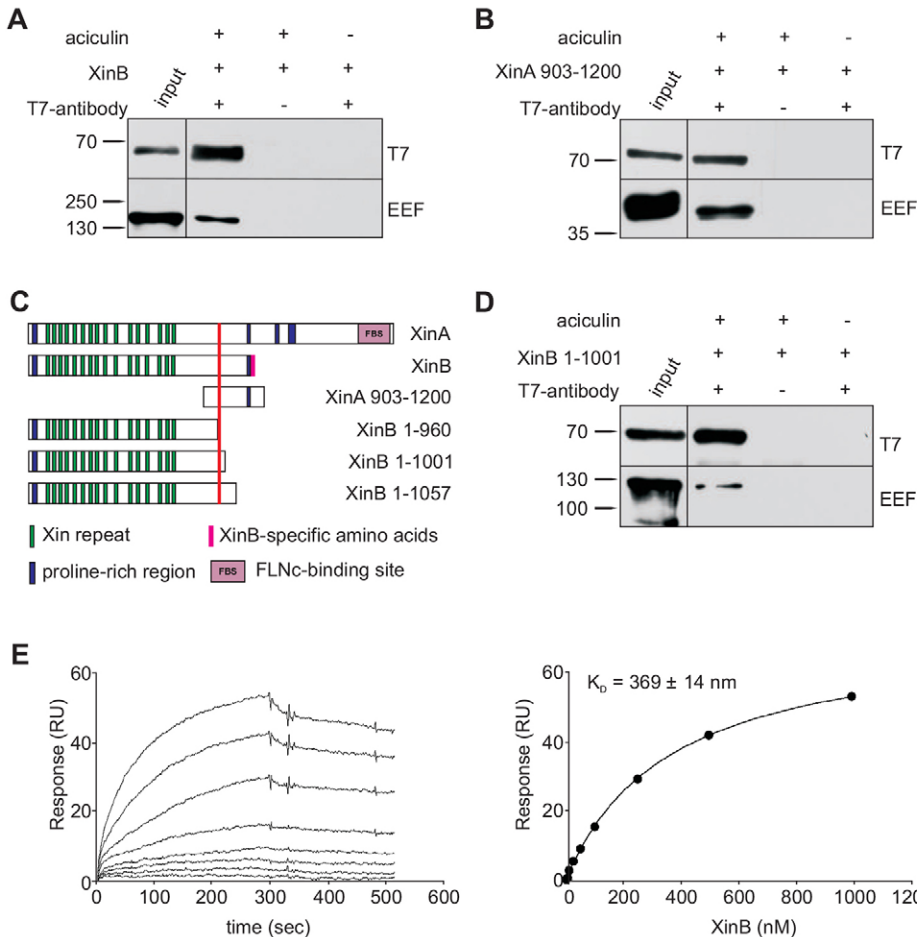 A
aciculin + + -
XinB + + +
T7-antibody + - +
input
70
T7
250
130
EEF
B
aciculin + + -
XinA 903-1200 + + +
T7-antibody + - +
input
70
T7
35
EEF
C
FBS
XinA
XinB
XinA 903-1200
XinB 1-960
XinB 1-1001
XinB 1-1057
Xin repeat
XinB-specific amino acids
proline-rich region
FBS FLNc-binding site
D
aciculin + + -
XinB 1-1001 + + +
T7-antibody + - +
input
70
T7
130
100
EEF
E
60
40
20
0
Response (RU)
0 100 200 300 400 500 600
time (sec)
KD = 369 ± 14 nm
60
40
20
0
Response (RU)
0 200 400 600 800 1000 120
XinB (nM)